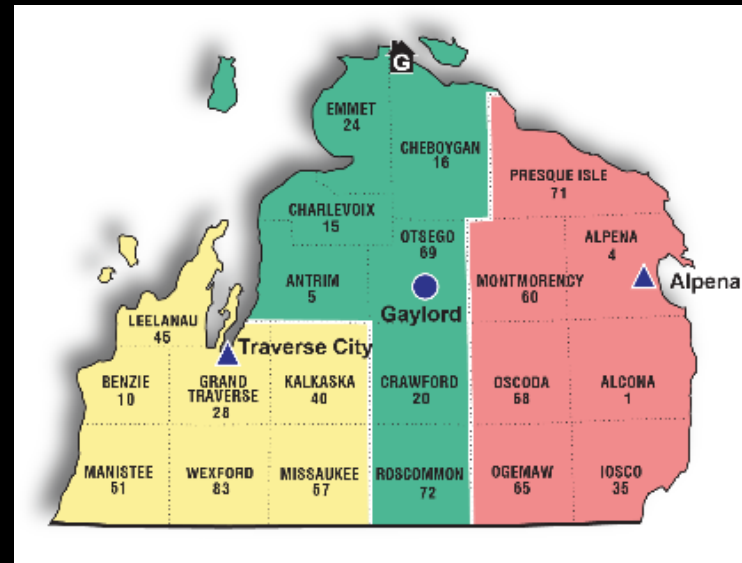 G
EMMET
24
CHEBOYGAN
16
PRESQUE ISLE
71
CHARLEVOIX
15
OTSEGO
69
ALPENA
4
ANTRIM
5
MONTMORENCY
60
Alpena
Gaylord
LEELANAU
45
Traverse City
BENZIE
10
GRAND
TRAVERSE
28
KALKASKA
40
CRAWFORD
20
OSCODA
68
ALCONA
1
MANISTEE
51
WEXFORD
83
MISSAUKEE
57
ROSCOMMON
72
OGEMAW
65
IOSCO
35